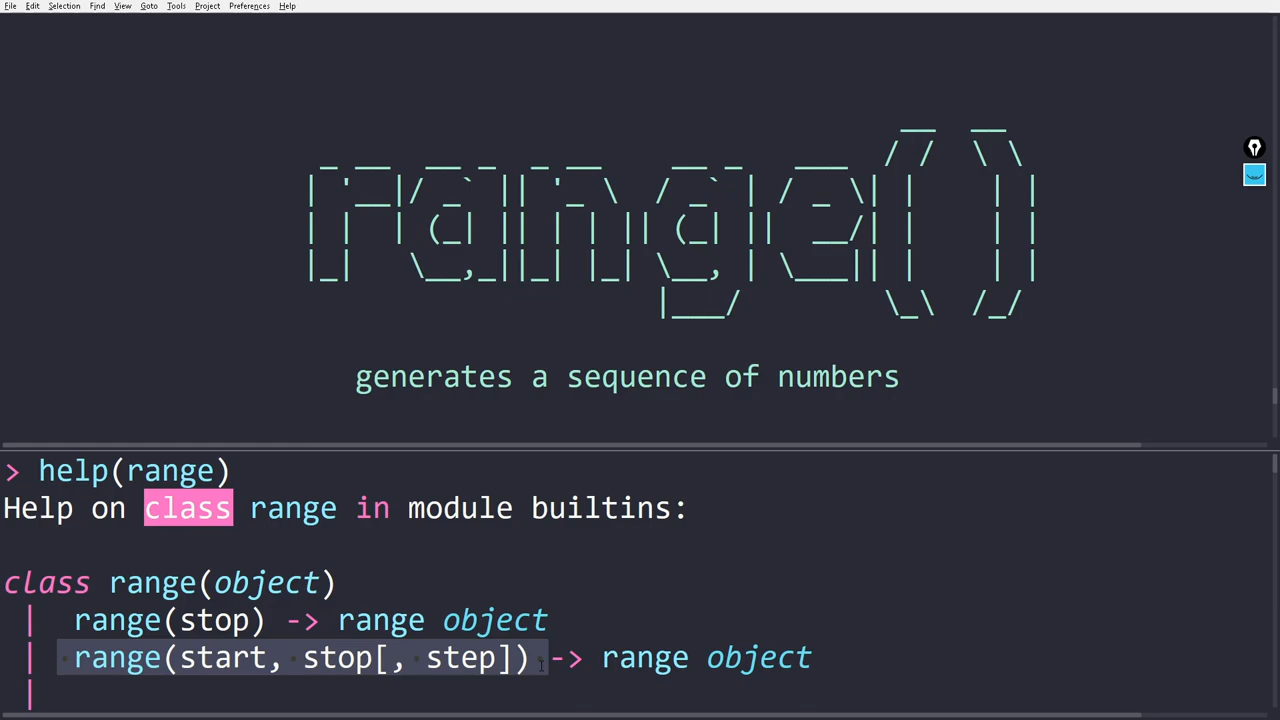 File Edit Selection Find View Goto Tools Project Preferences Help
range()
generates a sequence of numbers
> help(range)
Help on class range in module builtins:
class range(object)
| range(stop) -> range object
| range(start, stop[, step]) -> range object
|